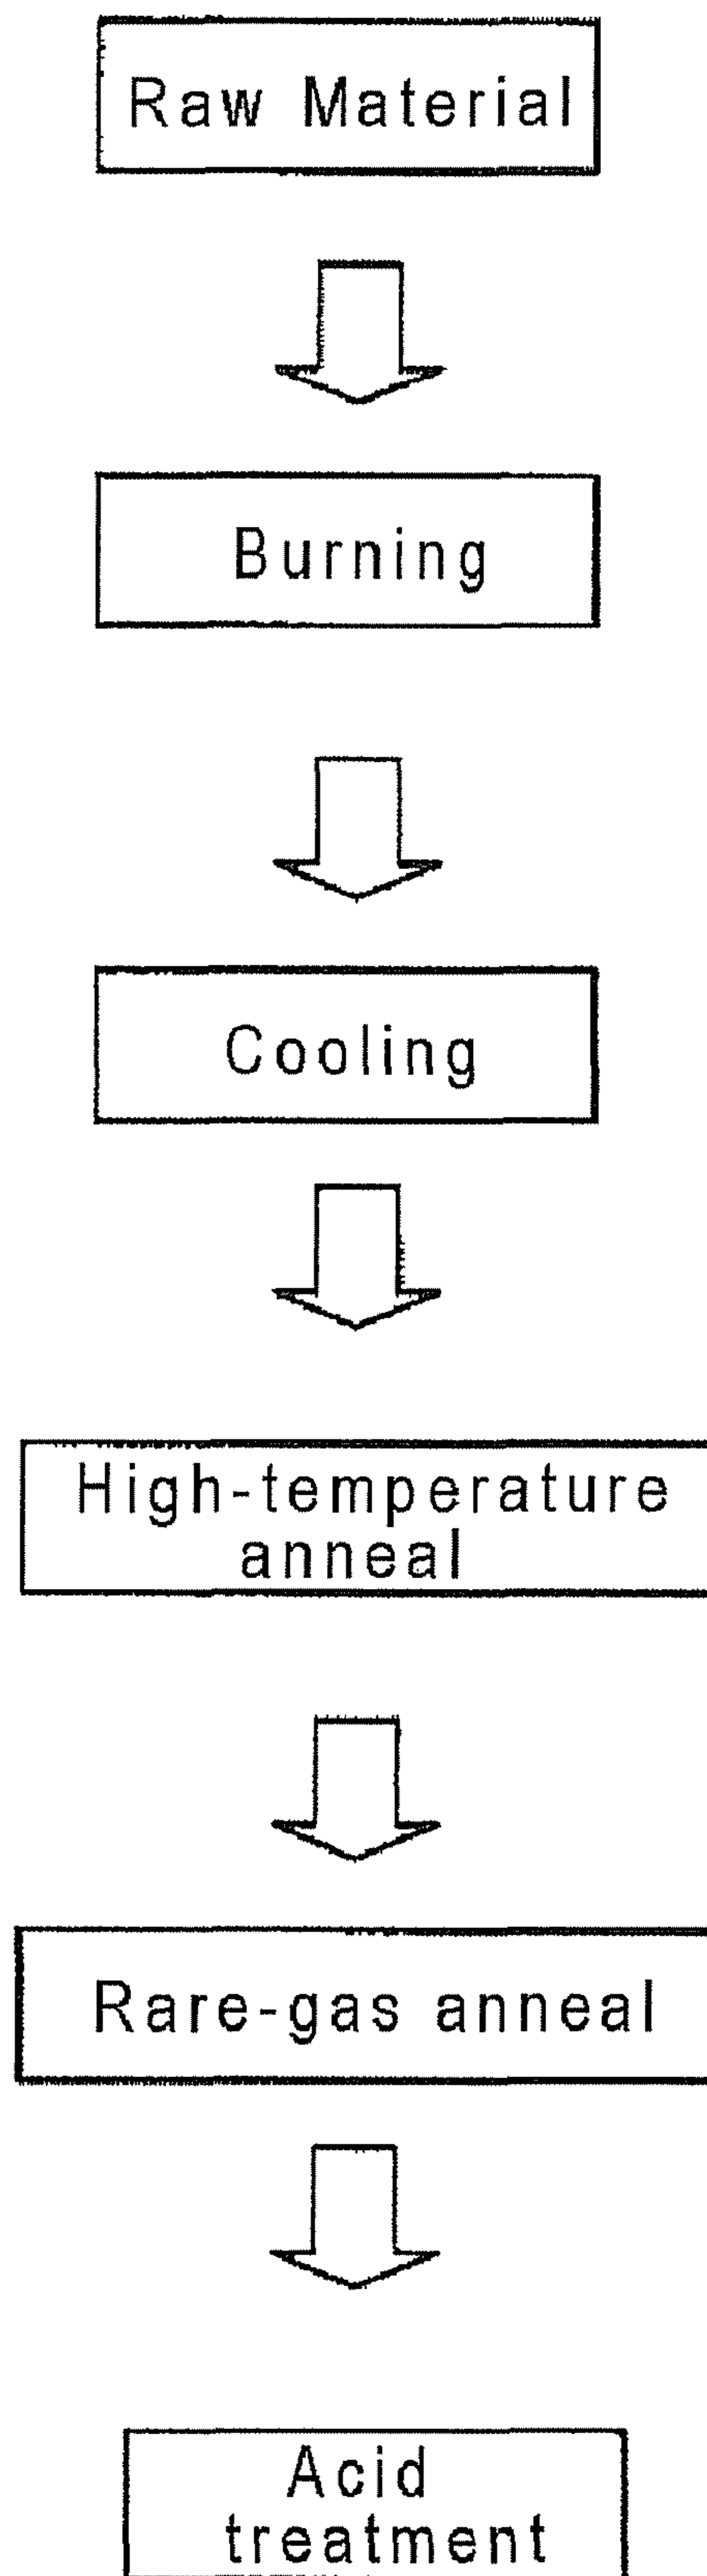 Raw Material
Burning
Cooling
High-temperature
anneal
Rare-gas anneal
Acid
treatment